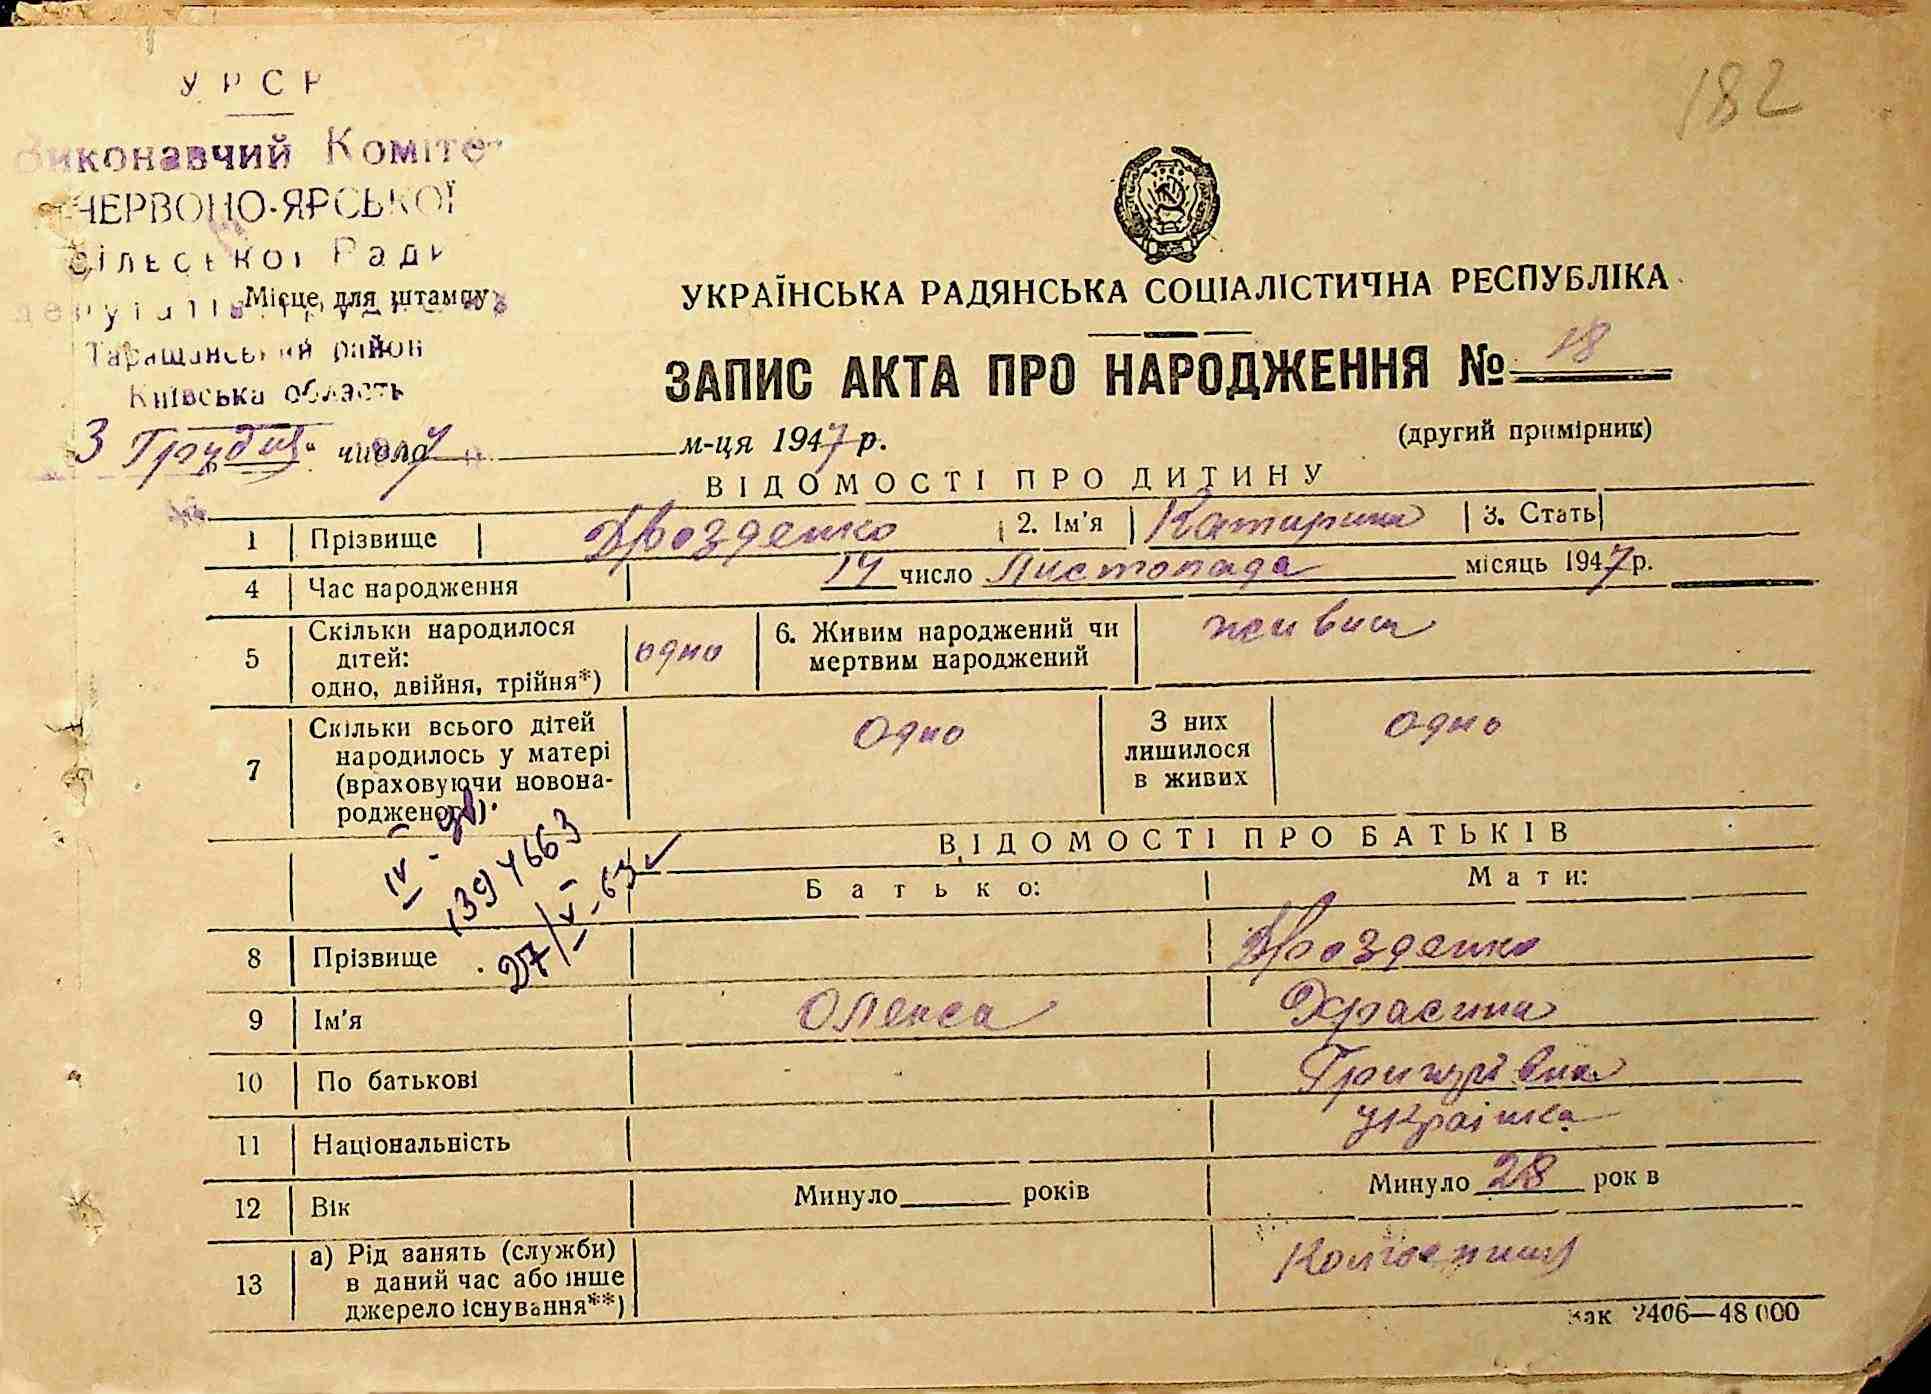 182
УРСР
Виконавчий Комітет
ЧЕРВОНО-ЯРСЬКОЇ
Сільської Ради
Місце для штампу
Таращанський район
Київська область
3 Грудня числа
м-ця 1947 р.
УКРАЇНСЬКА РАДЯНСЬКА СОЦІАЛІСТИЧНА РЕСПУБЛІКА
ЗАПИС АКТА ПРО НАРОДЖЕННЯ № 18
(другий примірник)
ВІДОМОСТІ ПРО ДИТИНУ
1 Прізвище Дрозденко 2. Ім'я Катирина 3. Стать
4 Час народження 14 число Листопада місяць 1947 р.
5 Скільки народилося дітей: одно, двійня, трійня*) одно 6. Живим народжений чи мертвим народжений живим
7 Скільки всього дітей народилось у матері (враховуючи новонародженого) Одно З них лишилося в живих одно
ІV-
1394663
27/V-63
ВІДОМОСТІ ПРО БАТЬКІВ
Батько: Мати:
8 Прізвище Дрозденко
9 Ім'я Олекса Храсина
10 По батькові Григорівна
11 Національність українка
12 Вік Минуло років Минуло 28 рок в
13 а) Рід занять (служби) в даний час або інше джерело існування**) Колгоспниця
Зак 2406—48 000